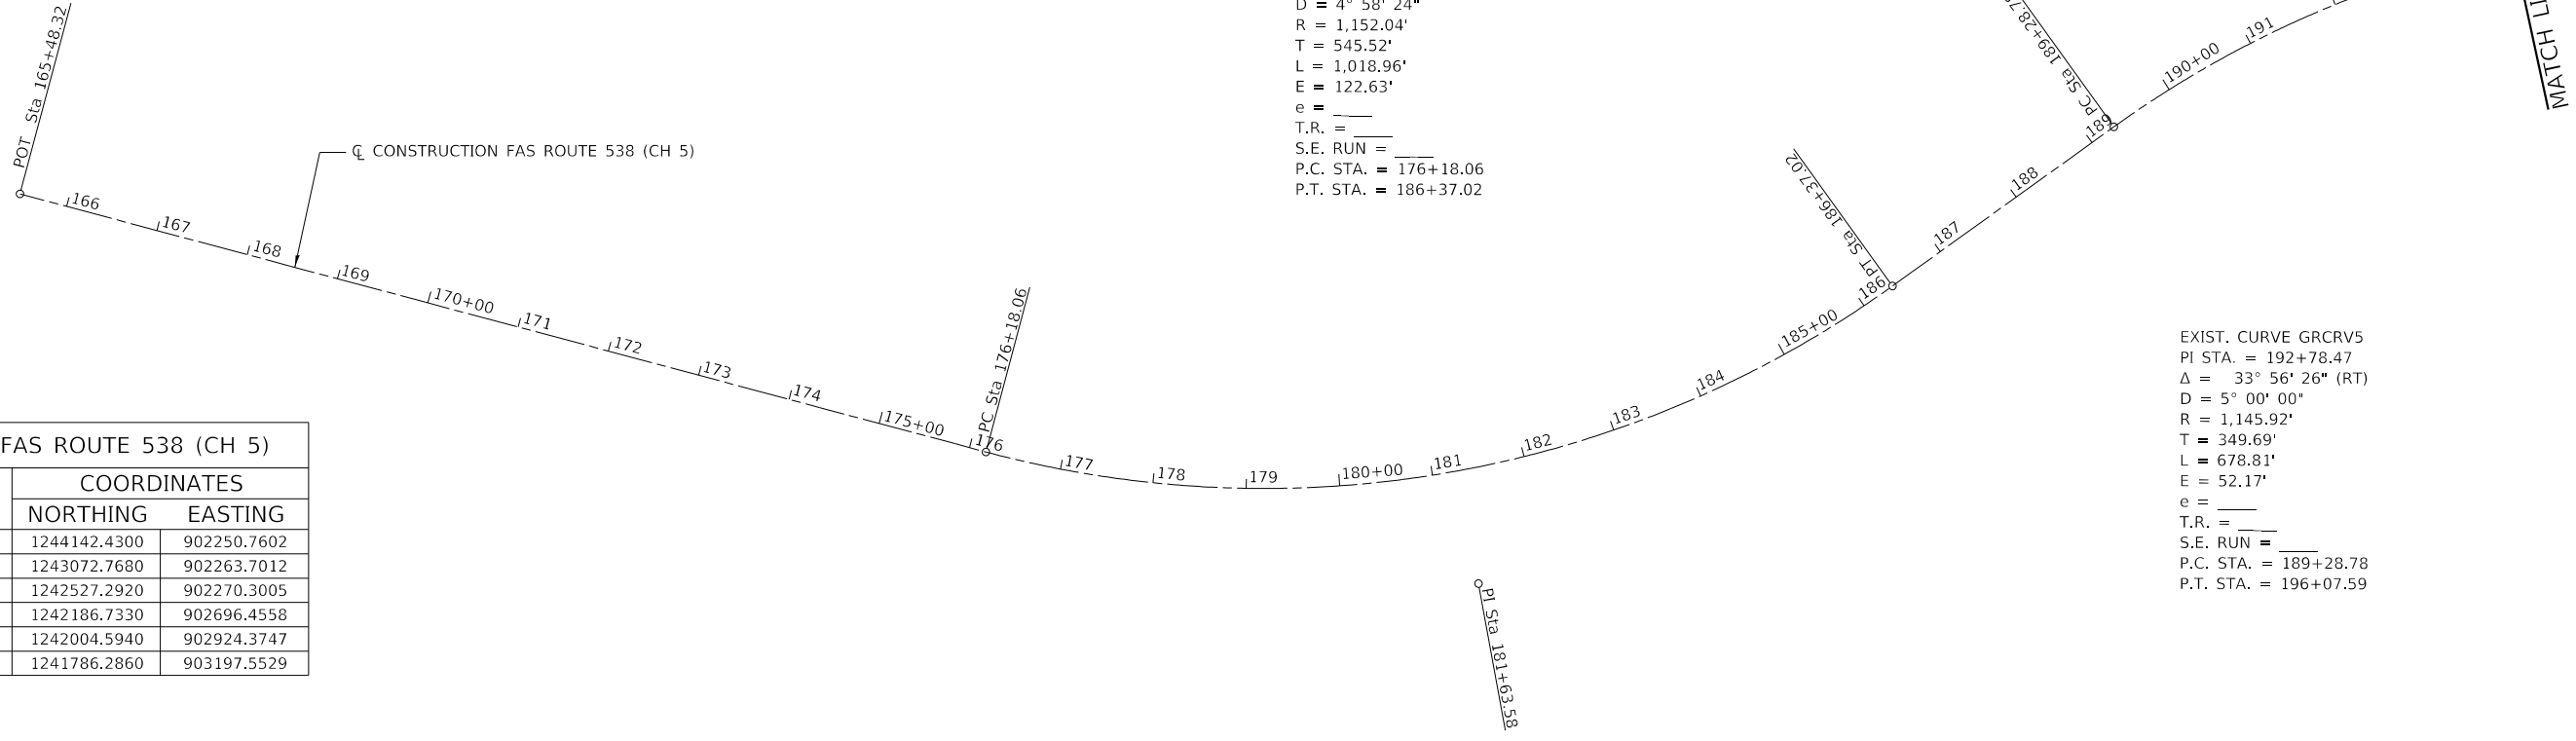 POT Sta 165+48.32
℄ CONSTRUCTION FAS ROUTE 538 (CH 5)
166
167
168
169
170+00
171
172
173
174
175+00
176
PC Sta 176+18.06
177
178
179
180+00
181
182
183
184
185+00
186
PT Sta 186+37.02
187
188
189
PC Sta 189+28.78
190+00
191
PI Sta 181+63.58
D = 4° 58' 24"
R = 1,152.04'
T = 545.52'
L = 1,018.96'
E = 122.63'
e = ____
T.R. = ____
S.E. RUN = ____
P.C. STA. = 176+18.06
P.T. STA. = 186+37.02
EXIST. CURVE GRCRV5
PI STA. = 192+78.47
Δ = 33° 56' 26" (RT)
D = 5° 00' 00"
R = 1,145.92'
T = 349.69'
L = 678.81'
E = 52.17'
e = ____
T.R. = ____
S.E. RUN = ____
P.C. STA. = 189+28.78
P.T. STA. = 196+07.59
FAS ROUTE 538 (CH 5)
COORDINATES
NORTHING EASTING
1244142.4300 902250.7602
1243072.7680 902263.7012
1242527.2920 902270.3005
1242186.7330 902696.4558
1242004.5940 902924.3747
1241786.2860 903197.5529
MATCH LI